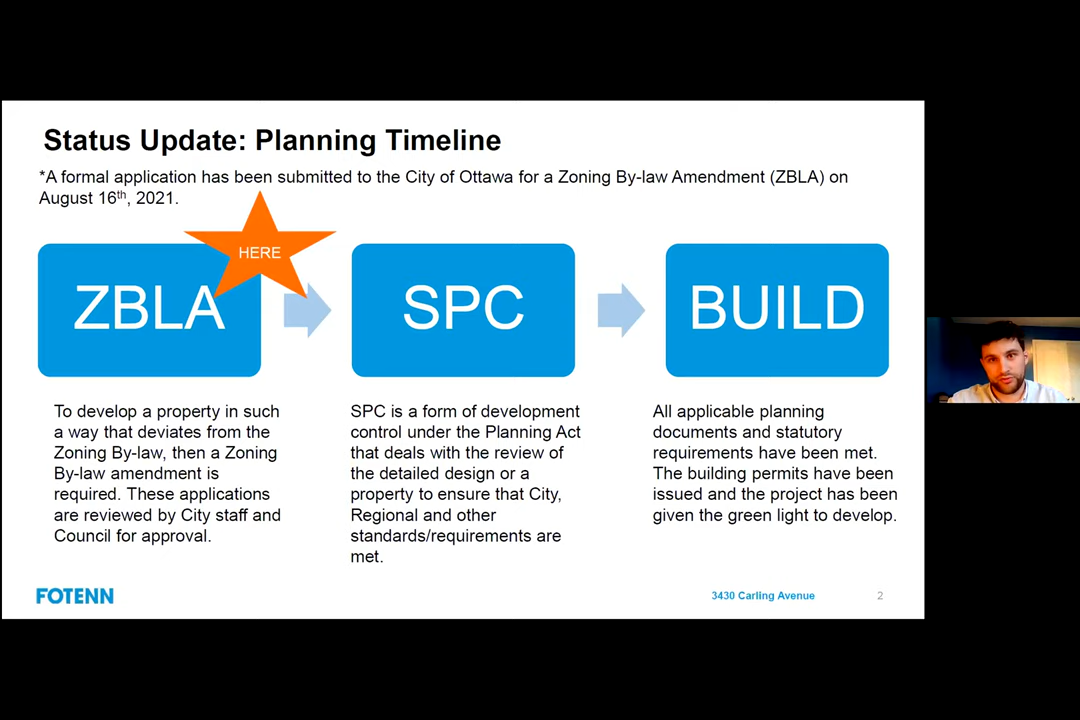 Status Update: Planning Timeline
*A formal application has been submitted to the City of Ottawa for a Zoning By-law Amendment (ZBLA) on
August 16th, 2021.
HERE
ZBLA
SPC
BUILD
To develop a property in such
a way that deviates from the
Zoning By-law, then a Zoning
By-law amendment is
required. These applications
are reviewed by City staff and
Council for approval.
SPC is a form of development
control under the Planning Act
that deals with the review of
the detailed design or a
property to ensure that City,
Regional and other
standards/requirements are
met.
All applicable planning
documents and statutory
requirements have been met.
The building permits have been
issued and the project has been
given the green light to develop.
FOTENN
3430 Carling Avenue
2